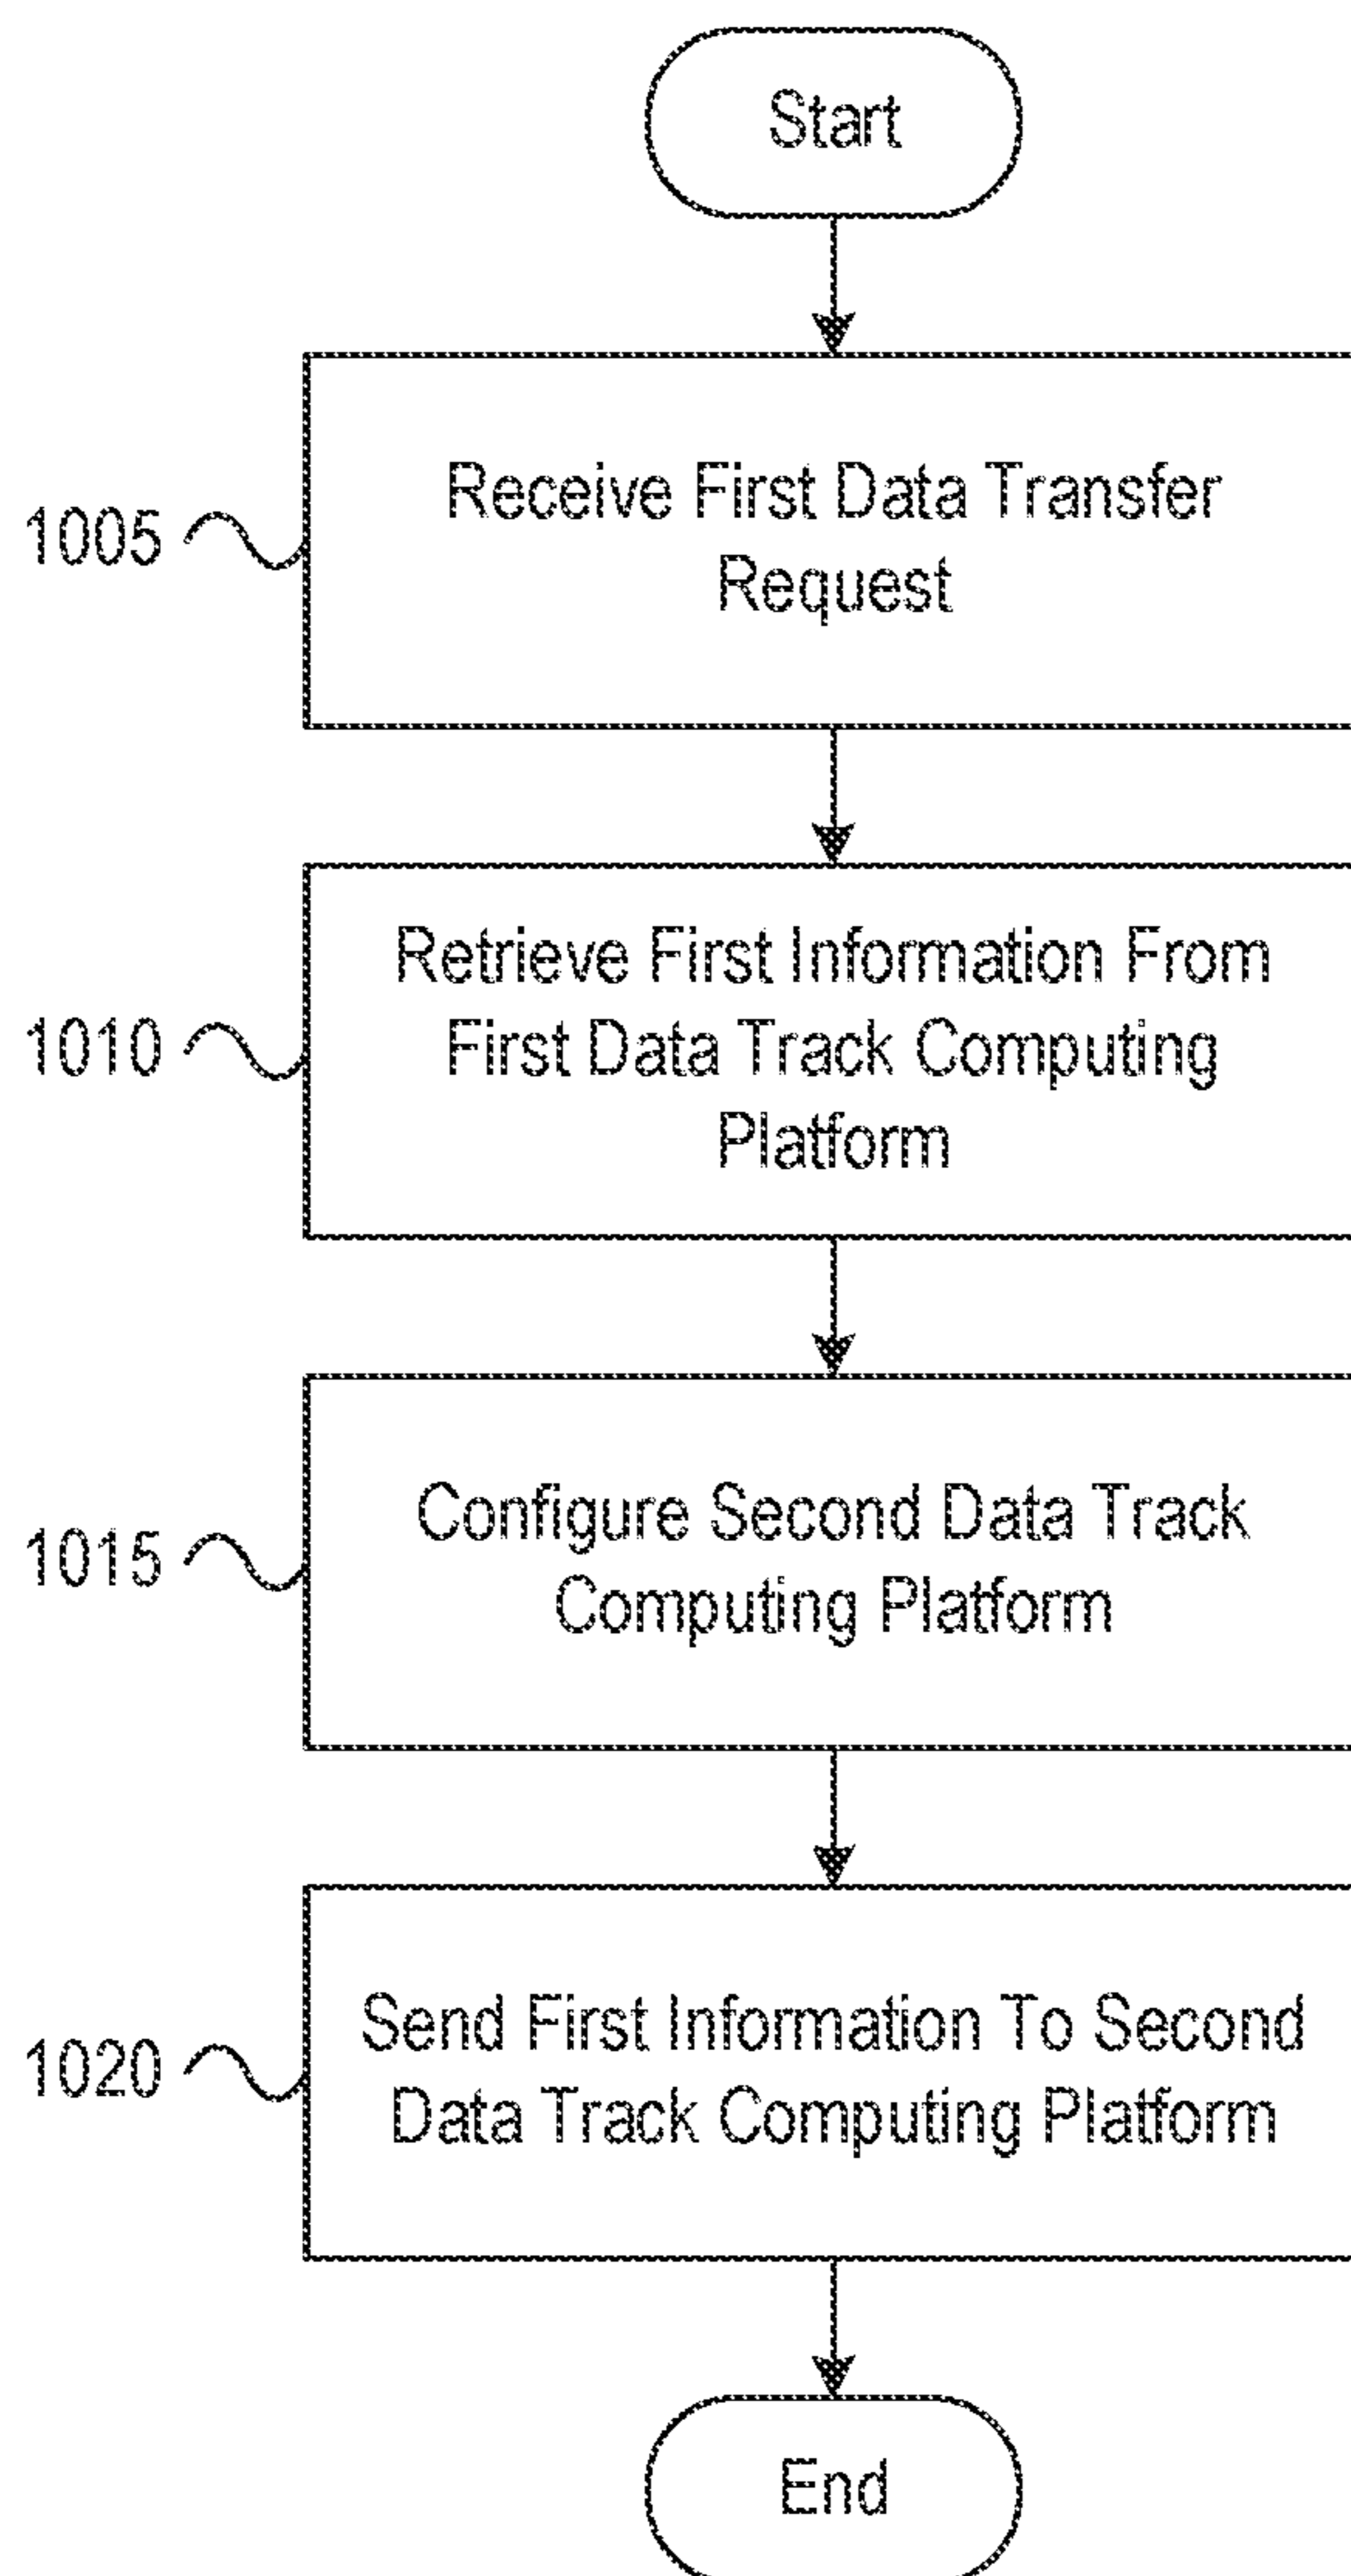 Start
Receive First Data Transfer
Request
1005
Retrieve First Information From
First Data Track Computing
Platform
1010
Configure Second Data Track
Computing Platform
1015
Send First Information To Second
Data Track Computing Platform
1020
End